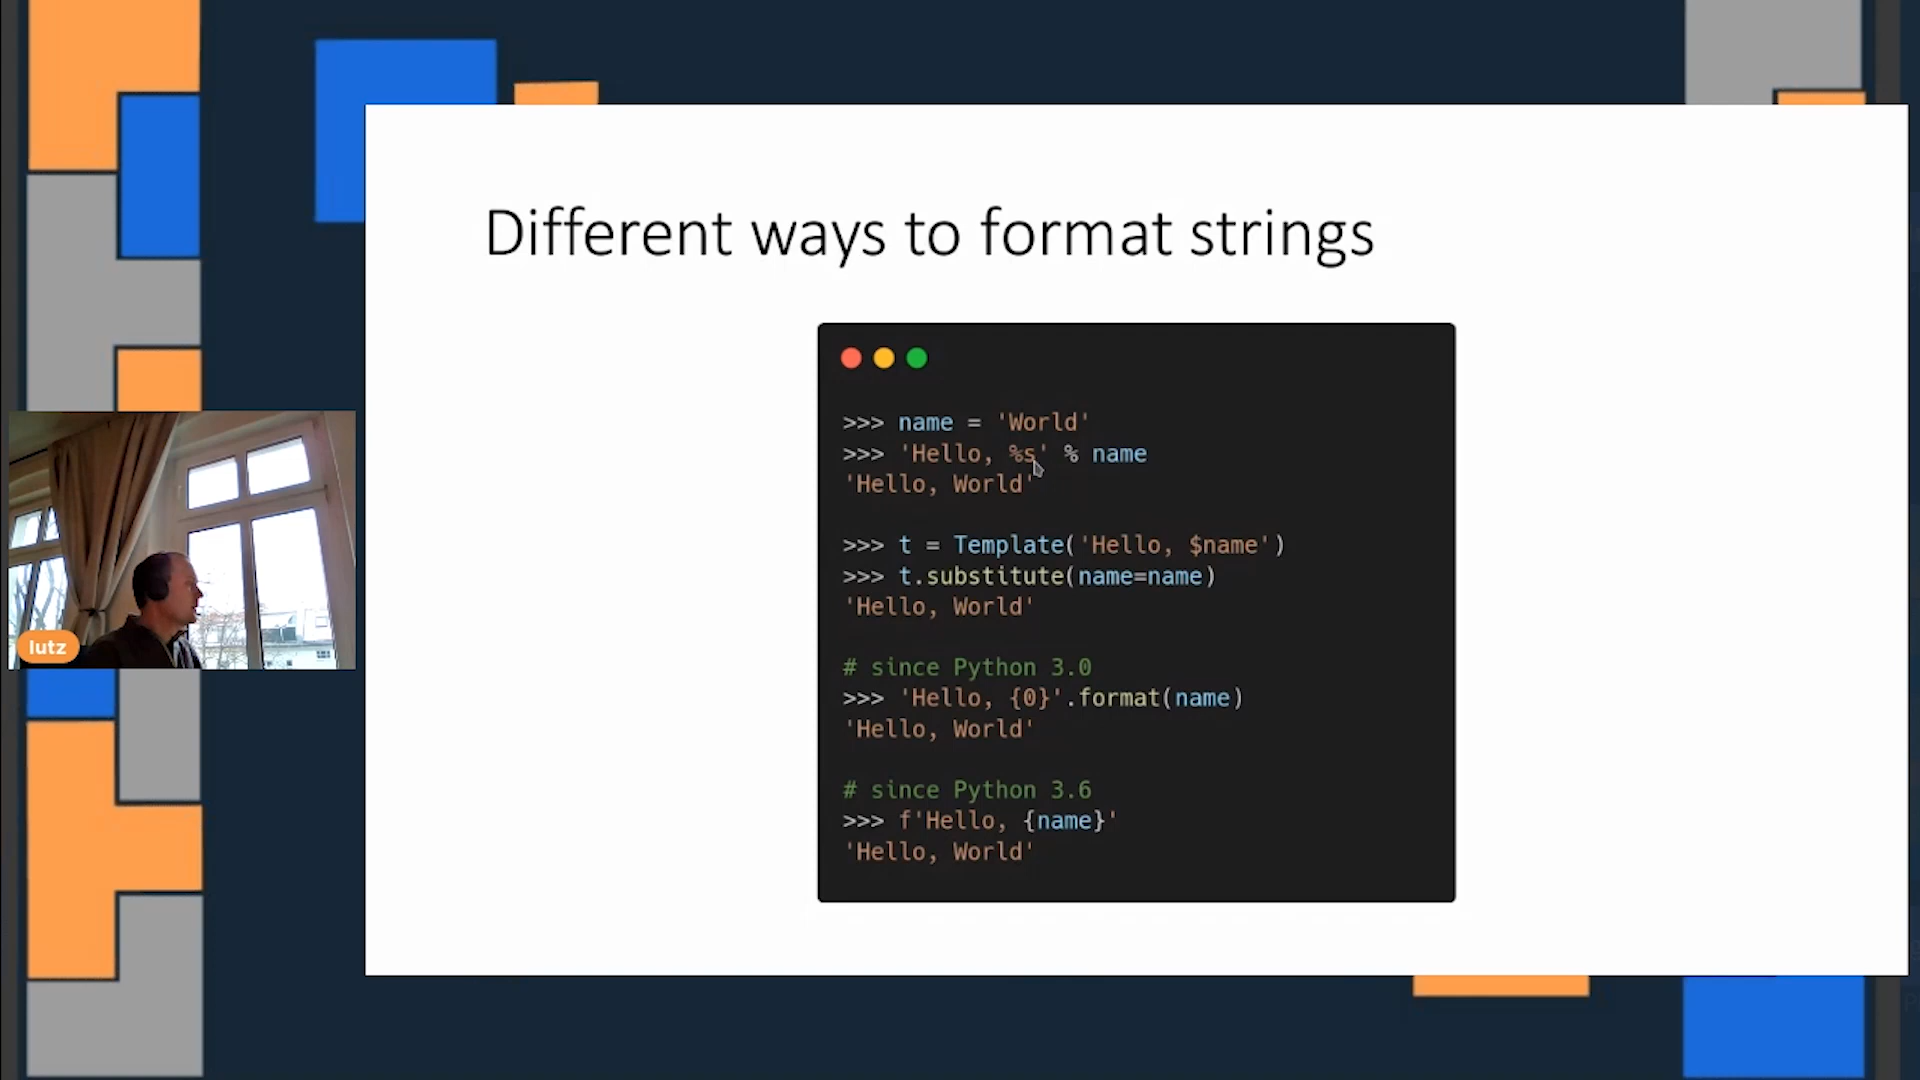 Different ways to format strings
>>> name = 'World'
>>> 'Hello, %s' % name
'Hello, World'
>>> t = Template('Hello, $name')
>>> t.substitute(name=name)
'Hello, World'
# since Python 3.0
>>> 'Hello, {0}'.format(name)
'Hello, World'
# since Python 3.6
>>> f'Hello, {name}'
'Hello, World'
lutz